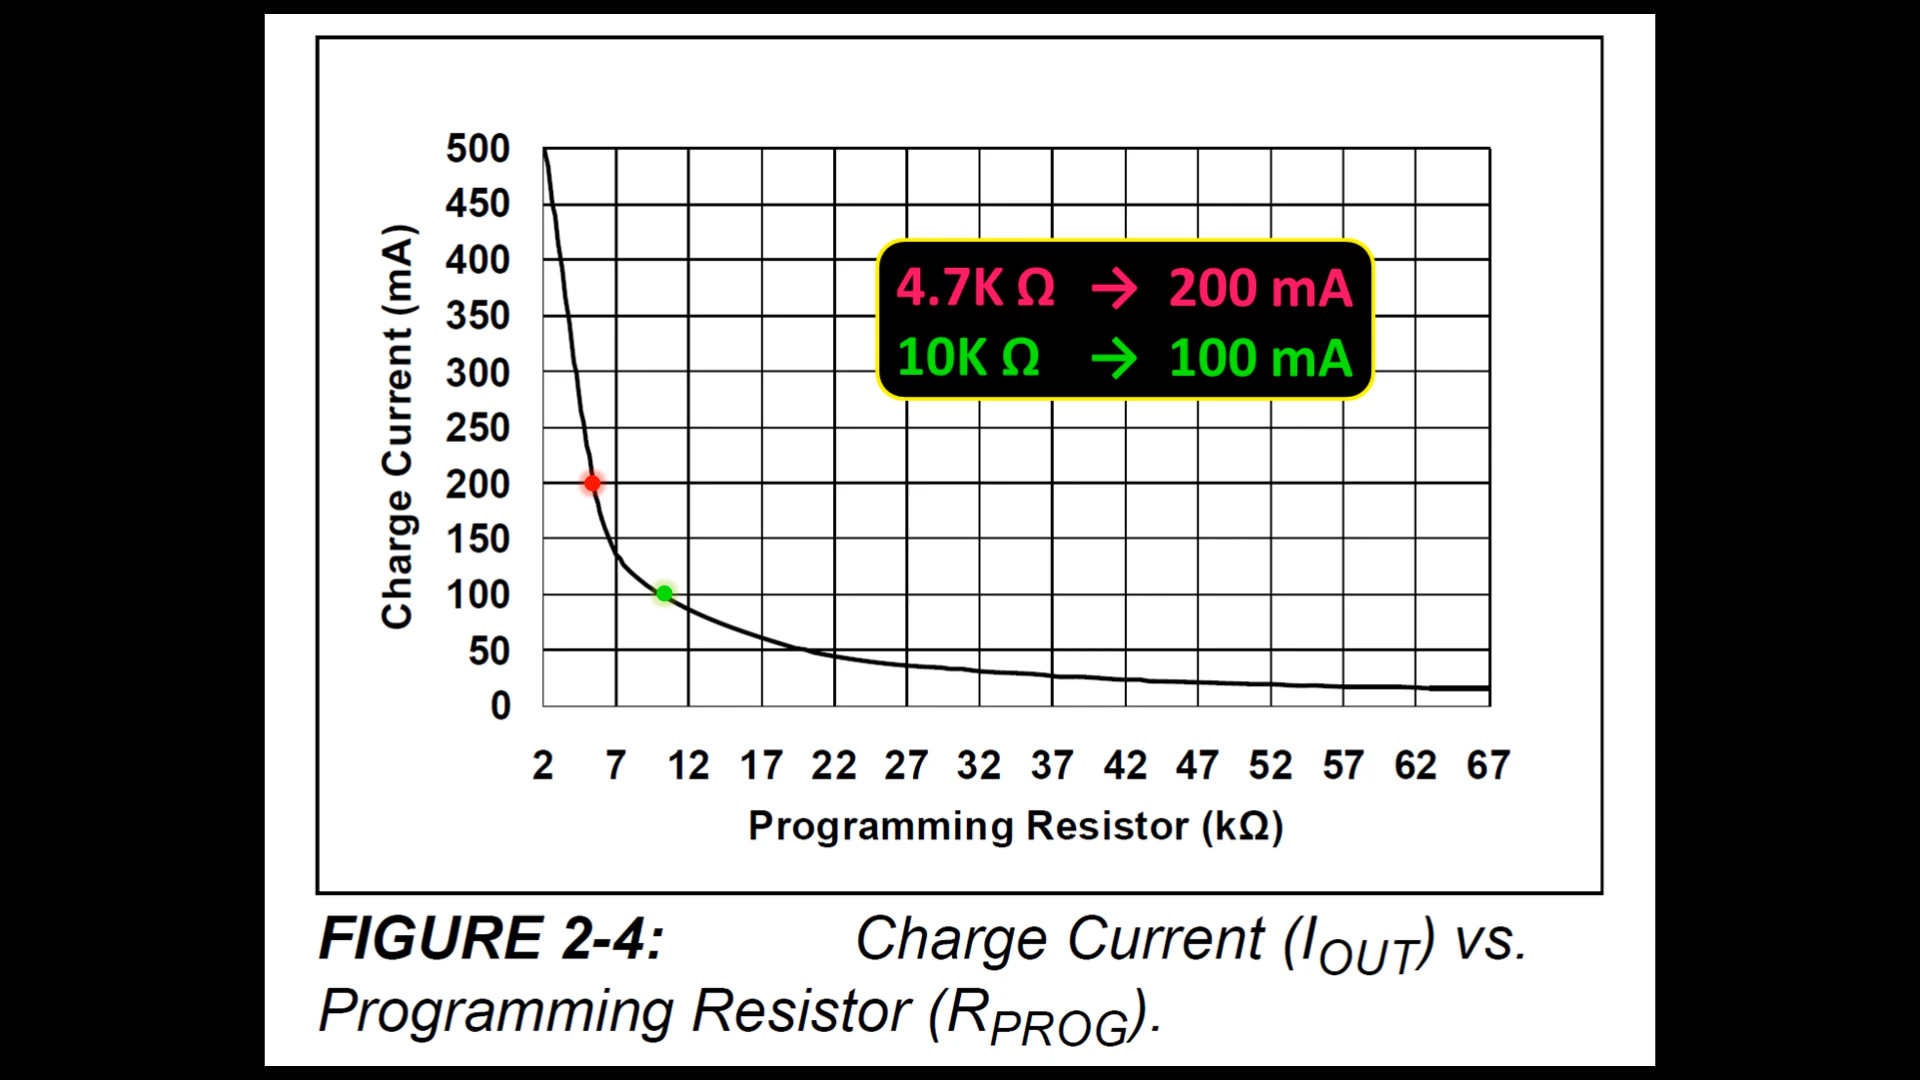 500
450
400
350
300
250
200
150
100
50
0
Charge Current (mA)
4.7K Ω → 200 mA
10K Ω → 100 mA
2 7 12 17 22 27 32 37 42 47 52 57 62 67
Programming Resistor (kΩ)
FIGURE 2-4: Charge Current (IOUT) vs.
Programming Resistor (RPROG).